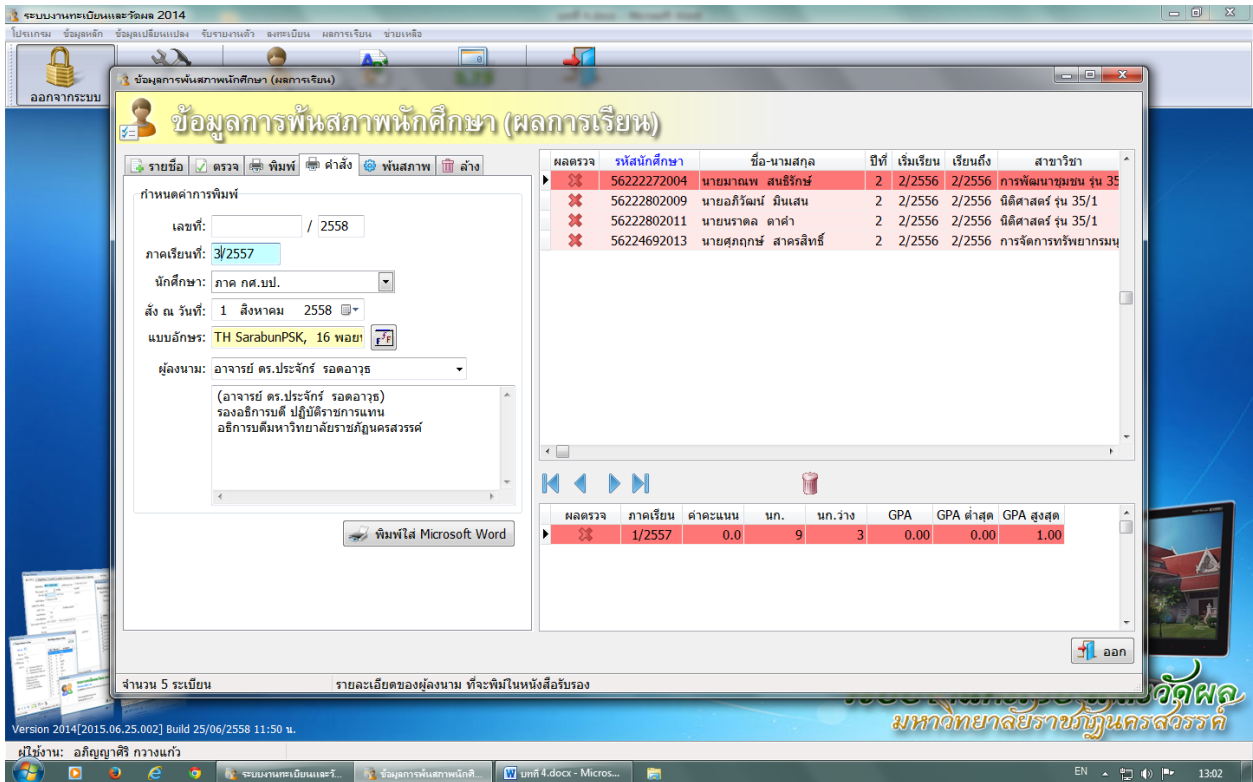 ระบบงานทะเบียนและวัดผล 2014
โปรแกรม ข้อมูลหลัก ข้อมูลเปลี่ยนแปลง รับรายงานตัว ลงทะเบียน ผลการเรียน ช่วยเหลือ
ออกจากระบบ
ข้อมูลการพ้นสภาพนักศึกษา (ผลการเรียน)
ข้อมูลการพ้นสภาพนักศึกษา (ผลการเรียน)
รายชื่อ ตรวจ พิมพ์ คำสั่ง พ้นสภาพ ล้าง
กำหนดค่าการพิมพ์
เลขที่: / 2558
ภาคเรียนที่: 3/2557
นักศึกษา: ภาค กศ.บป.
สั่ง ณ วันที่: 1 สิงหาคม 2558
แบบอักษร: TH SarabunPSK, 16 พอยท
ผู้ลงนาม: อาจารย์ ดร.ประจักร์ รอดอาวุธ
(อาจารย์ ดร.ประจักร์ รอดอาวุธ)
รองอธิการบดี ปฏิบัติราชการแทน
อธิการบดีมหาวิทยาลัยราชภัฏนครสวรรค์
พิมพ์ใส่ Microsoft Word
ผลตรวจ รหัสนักศึกษา ชื่อ-นามสกุล ปีที่ เริ่มเรียน เรียนถึง สาขาวิชา
56222272004 นายมาณพ สนธิรักษ์ 2 2/2556 2/2556 การพัฒนาชุมชน รุ่น 35
56222802009 นายอภิวัฒน์ มินเสน 2 2/2556 2/2556 นิติศาสตร์ รุ่น 35/1
56222802011 นายนราดล ตาคำ 2 2/2556 2/2556 นิติศาสตร์ รุ่น 35/1
56224692013 นายศุภฤกษ์ สาครสิทธิ์ 2 2/2556 2/2556 การจัดการทรัพยากรมนุ
ผลตรวจ ภาคเรียน ค่าคะแนน นก. นก.ว่าง GPA GPA ต่ำสุด GPA สูงสุด
1/2557 0.0 9 3 0.00 0.00 1.00
ออก
จำนวน 5 ระเบียน รายละเอียดของผู้ลงนาม ที่จะพิมพ์ในหนังสือรับรอง
วัดผล
มหาวิทยาลัยราชภัฏนครสวรรค์
Version 2014[2015.06.25.002] Build 25/06/2558 11:50 น.
ผู้ใช้งาน: อภิญญาศิริ กวางแก้ว
ระบบงานทะเบียนและวั... ข้อมูลการพ้นสภาพนักศึ... บทที่ 4.docx - Micros... EN 13:02